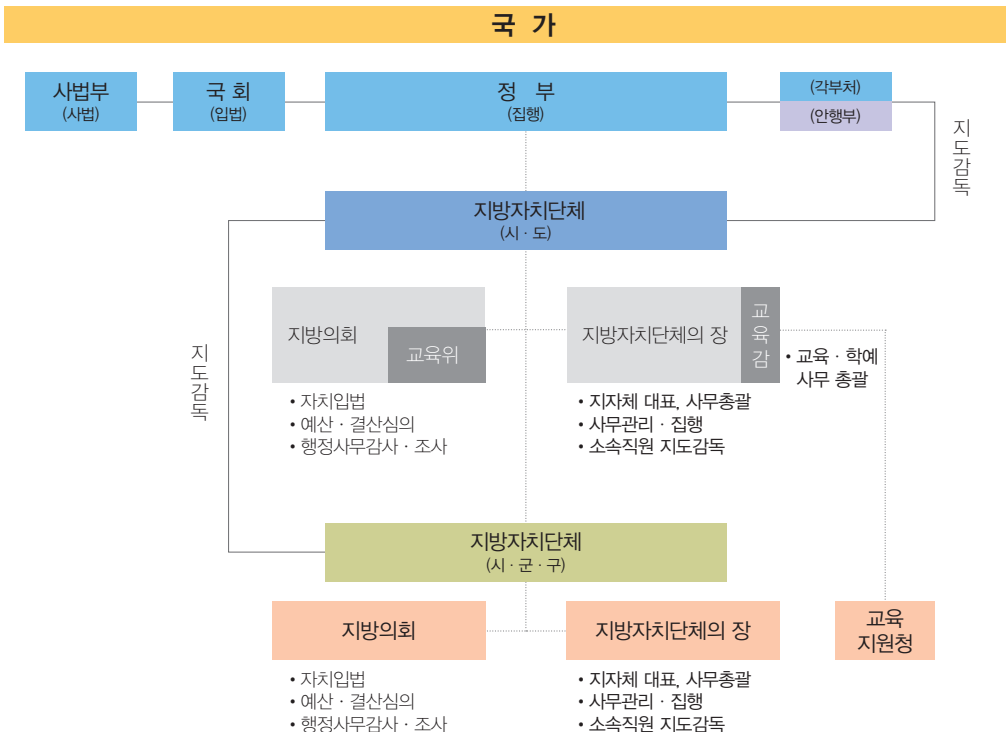 국 가
사법부
(사법)
국 회
(입법)
정 부
(집행)
(각부처)
(안행부)
지도감독
지방자치단체
(시 · 도)
지도감독
지방의회
교육위
지방자치단체의 장
교육감
• 교육 · 학예
사무 총괄
• 자치입법
• 예산 · 결산심의
• 행정사무감사 · 조사
• 지자체 대표, 사무총괄
• 사무관리 · 집행
• 소속직원 지도감독
지방자치단체
(시 · 군 · 구)
지방의회
지방자치단체의 장
교육
지원청
• 자치입법
• 예산 · 결산심의
• 행정사무감사 · 조사
• 지자체 대표, 사무총괄
• 사무관리 · 집행
• 소속직원 지도감독